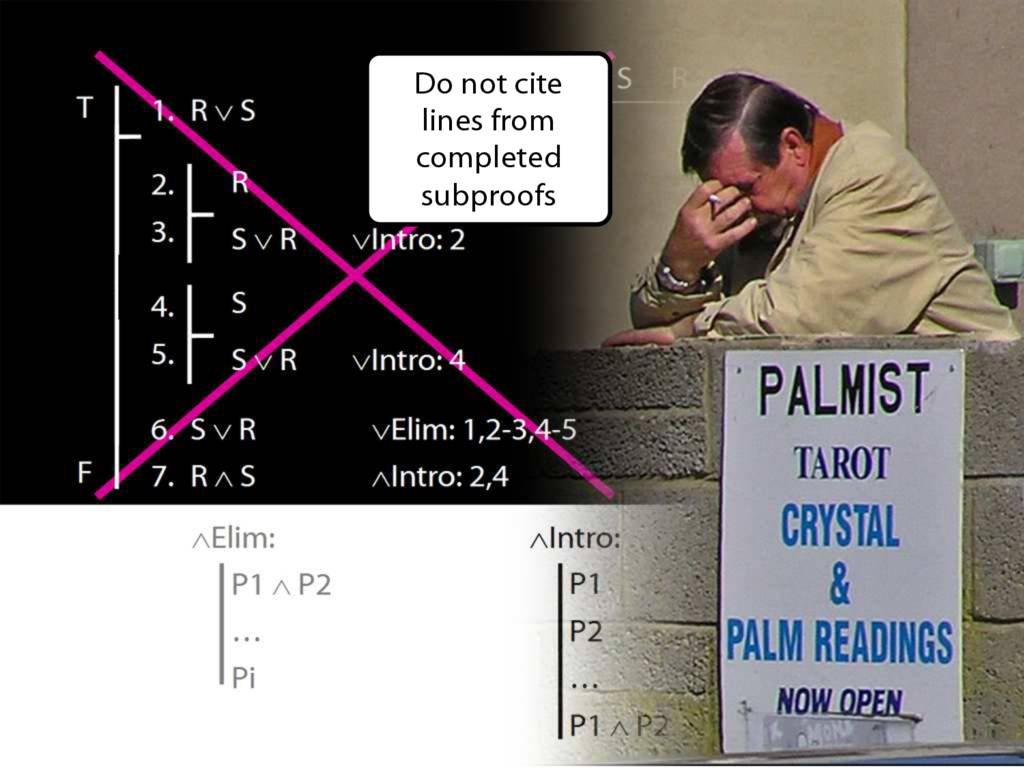 Do not cite
lines from
completed
subproofs
S R
T 1. R ∨ S
2. R
3. S ∨ R ∨Intro: 2
4. S
5. S ∨ R ∨Intro: 4
6. S ∨ R ∨Elim: 1,2-3,4-5
F 7. R ∧ S ∧Intro: 2,4
∧Elim:
P1 ∧ P2
...
Pi
∧Intro:
P1
P2
...
P1 ∧ P2
PALMIST
TAROT
CRYSTAL
&
PALM READINGS
NOW OPEN